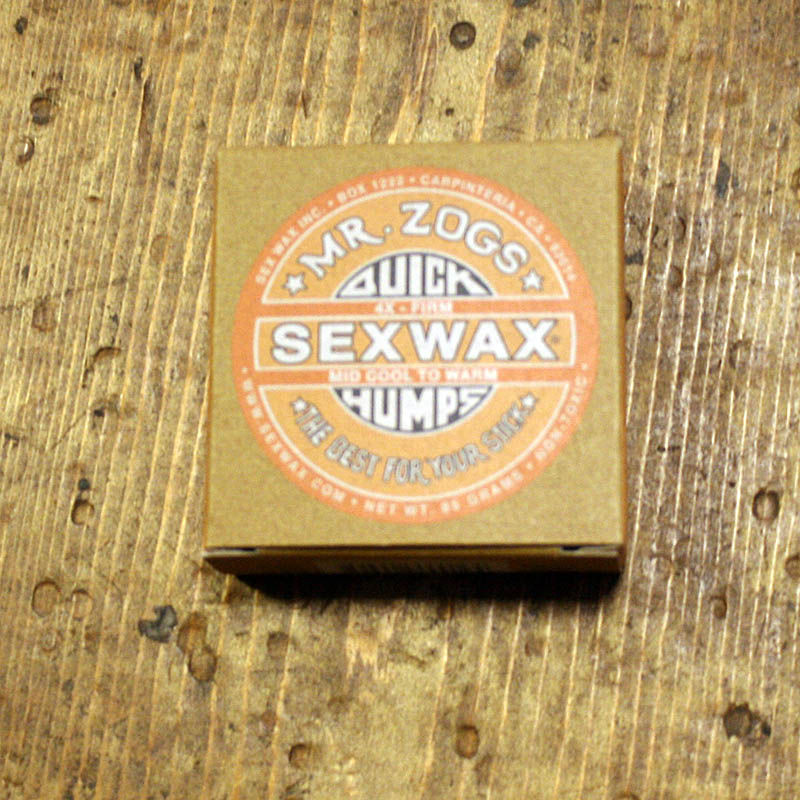 SEX WAX INC. • BOX 1222 • CARPINTERIA • CA • 93014
MR. ZOGS
QUICK
4X - FIRM
SEXWAX®
MID COOL TO WARM
HUMPS
THE BEST FOR YOUR STICK
• WWW.SEXWAX.COM • NET WT. 85 GRAMS • NON-TOXIC •